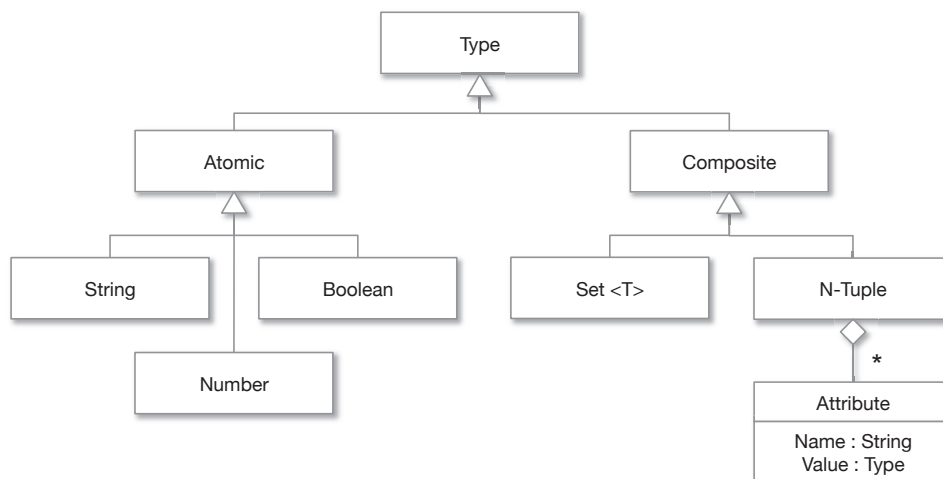 Type
Atomic
Composite
String
Boolean
Set <T>
N-Tuple
Number
*
Attribute
Name : String
Value : Type